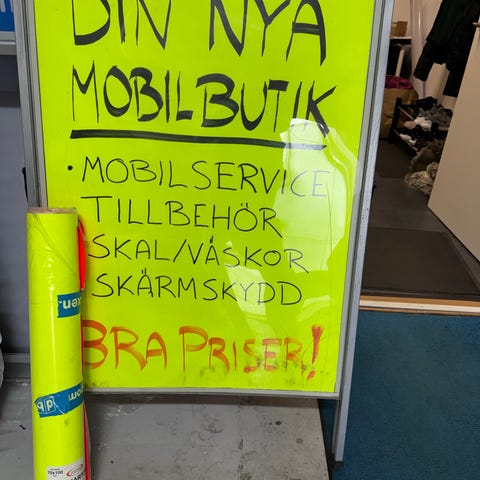 DIN NYA
MOBILBUTIK
• MOBILSERVICE
TILLBEHÖR
SKAL/VÄSKOR
SKÄRMSKYDD
BRA PRISER!